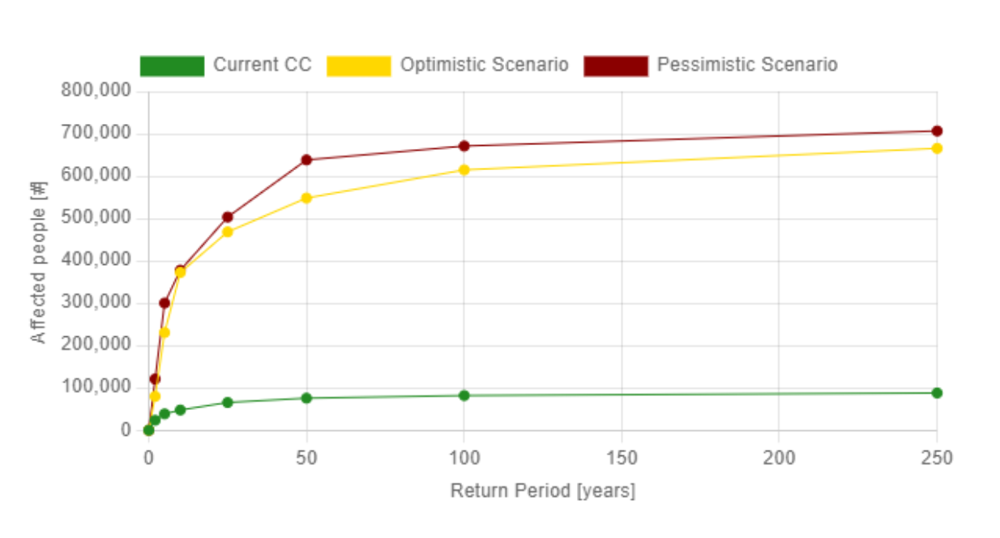 Current CC Optimistic Scenario Pessimistic Scenario
800,000
700,000
600,000
500,000
400,000
300,000
200,000
100,000
0
Affected people [#]
0 50 100 150 200 250
Return Period [years]